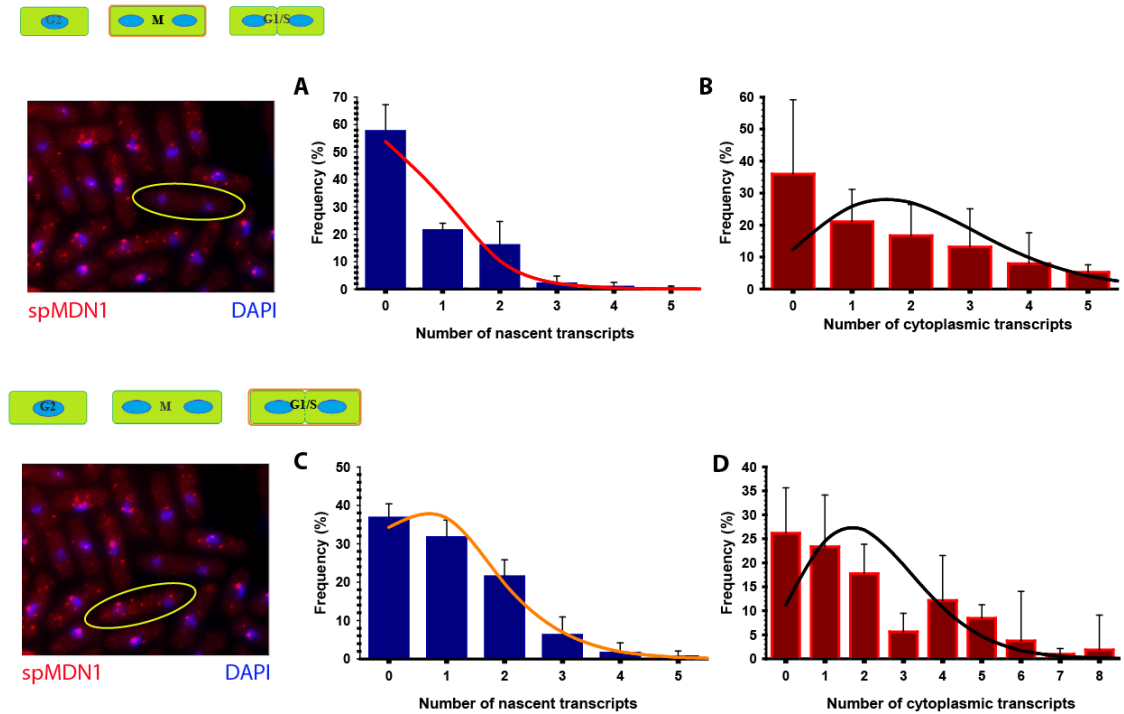 G2 M G1/S
A
B
Frequency (%)
70
60
50
40
30
20
10
0
0 1 2 3 4 5
Number of nascent transcripts
Frequency (%)
60
50
40
30
20
10
0
0 1 2 3 4 5
Number of cytoplasmic transcripts
spMDN1 DAPI
G2 M G1/S
C
D
Frequency (%)
50
40
30
20
10
0
0 1 2 3 4 5
Number of nascent transcripts
Frequency (%)
40
35
30
25
20
15
10
5
0
0 1 2 3 4 5 6 7 8
Number of cytoplasmic transcripts
spMDN1 DAPI